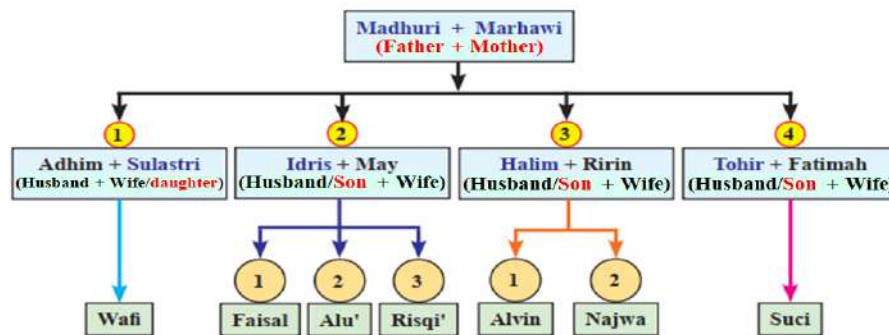 Madhuri + Marhawi
(Father + Mother)
1
2
3
4
Adhim + Sulastri
(Husband + Wife/daughter)
Idris + May
(Husband/Son + Wife)
Halim + Ririn
(Husband/Son + Wife)
Tohir + Fatimah
(Husband/Son + Wife)
1
2
3
1
2
Wafi
Faisal
Alu'
Risqi'
Alvin
Najwa
Suci